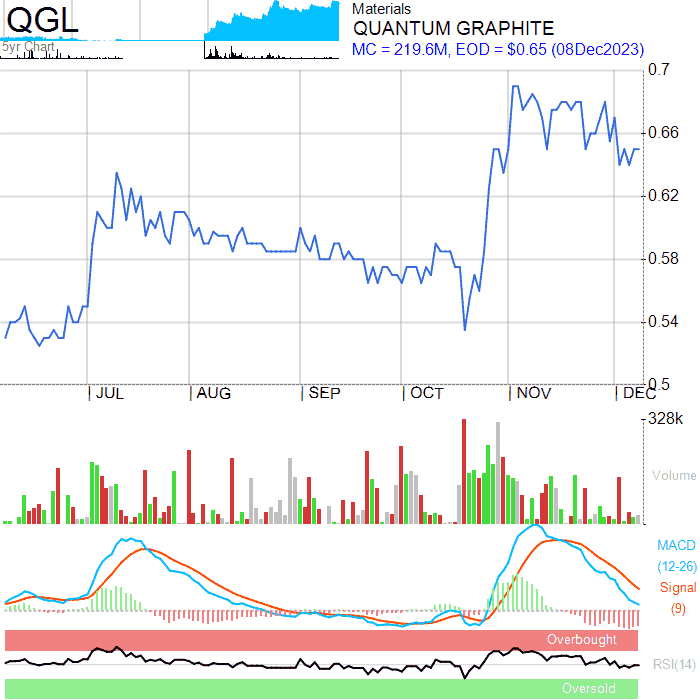 QGL
5yr Chart
Materials
QUANTUM GRAPHITE
MC = 219.6M, EOD = $0.65 (08Dec2023)
0.7
0.66
0.62
0.58
0.54
0.5
JUL AUG SEP OCT NOV DEC
328k
Volume
MACD
(12-26)
Signal
(9)
Overbought
RSI(14)
Oversold